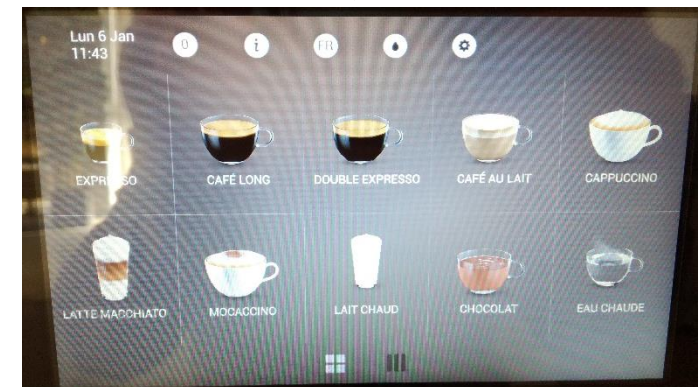 Lun 6 Jan
11:43
0
i
FR
EXPRESSO
CAFÉ LONG
DOUBLE EXPRESSO
CAFÉ AU LAIT
CAPPUCCINO
LATTE MACCHIATO
MOCACCINO
LAIT CHAUD
CHOCOLAT
EAU CHAUDE